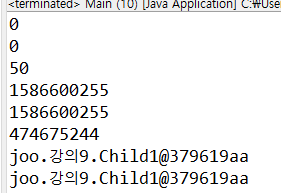 <terminated> Main (10) [Java Application] C:₩Use
0
0
50
1586600255
1586600255
474675244
joo.강의9.Child1@379619aa
joo.강의9.Child1@379619aa